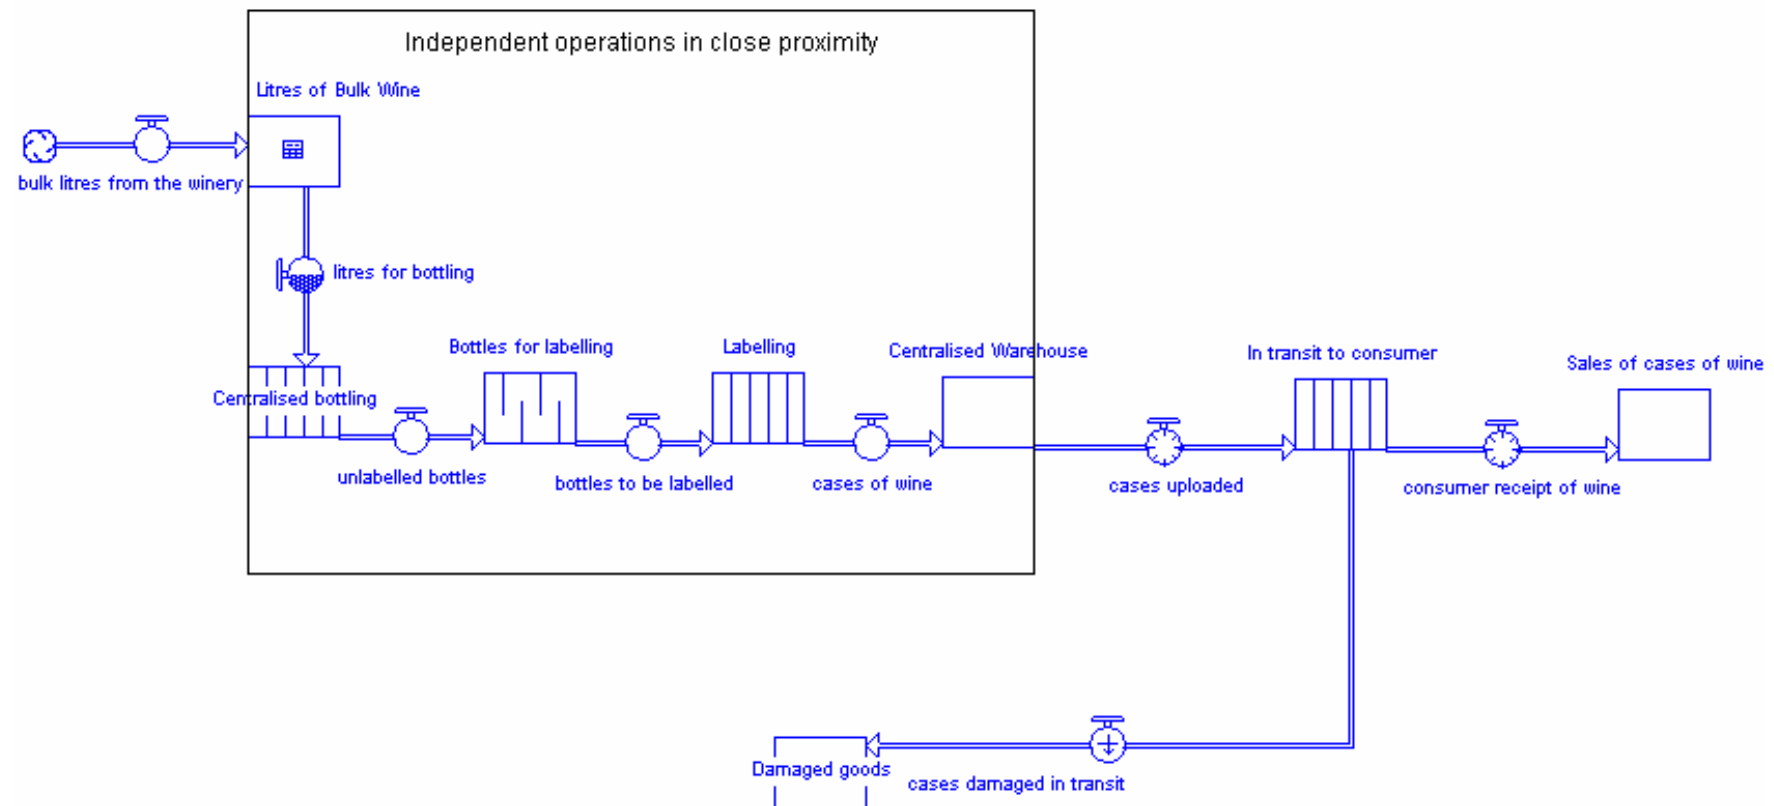 Independent operations in close proximity
Litres of Bulk Wine
bulk litres from the winery
litres for bottling
Bottles for labelling
Labelling
Centralised Warehouse
In transit to consumer
Sales of cases of wine
Centralised bottling
unlabelled bottles
bottles to be labelled
cases of wine
cases uploaded
consumer receipt of wine
Damaged goods
cases damaged in transit